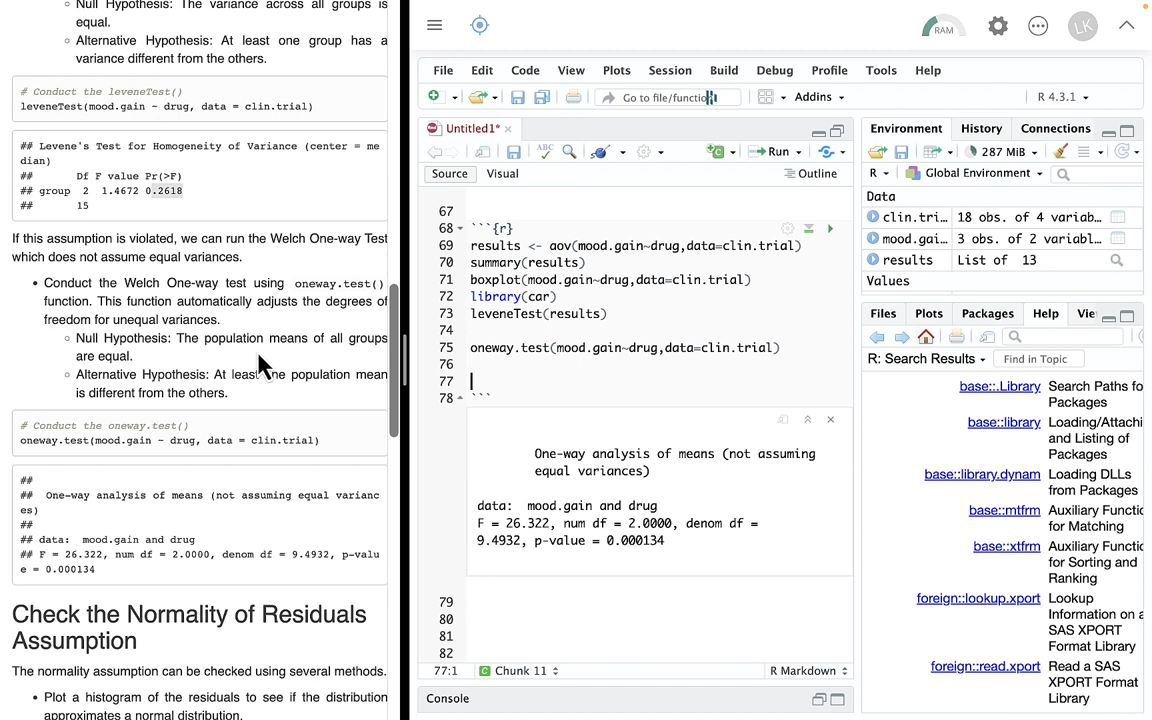 Null Hypothesis: The variance across all groups is
equal.
Alternative Hypothesis: At least one group has a
variance different from the others.
# Conduct the leveneTest()
leveneTest(mood.gain ~ drug, data = clin.trial)
## Levene's Test for Homogeneity of Variance (center = me
dian)
##       Df F value Pr(>F)
## group  2  1.4672 0.2618
##       15
If this assumption is violated, we can run the Welch One-way Test
which does not assume equal variances.
Conduct the Welch One-way test using oneway.test()
function. This function automatically adjusts the degrees of
freedom for unequal variances.
Null Hypothesis: The population means of all groups
are equal.
Alternative Hypothesis: At least one population mean
is different from the others.
# Conduct the oneway.test()
oneway.test(mood.gain ~ drug, data = clin.trial)
##
##  One-way analysis of means (not assuming equal varianc
es)
##
## data:  mood.gain and drug
## F = 26.322, num df = 2.0000, denom df = 9.4932, p-valu
e = 0.000134
Check the Normality of Residuals
Assumption
The normality assumption can be checked using several methods.
Plot a histogram of the residuals to see if the distribution
approximates a normal distribution.
RAM
LK
File Edit Code View Plots Session Build Debug Profile Tools Help
Go to file/functio
Addins
R 4.3.1
Untitled1*
ABC
Run
Source Visual
Outline
67
68 ```{r}
69 results <- aov(mood.gain~drug,data=clin.trial)
70 summary(results)
71 boxplot(mood.gain~drug,data=clin.trial)
72 library(car)
73 leveneTest(results)
74
75 oneway.test(mood.gain~drug,data=clin.trial)
76
77
78 ```
One-way analysis of means (not assuming
equal variances)
data:  mood.gain and drug
F = 26.322, num df = 2.0000, denom df =
9.4932, p-value = 0.000134
79
80
81
82
77:1 Chunk 11 R Markdown
Console
Environment History Connections
287 MiB
R Global Environment
Data
clin.tri... 18 obs. of 4 variab...
mood.gai... 3 obs. of 2 variabl...
results List of 13
Values
Files Plots Packages Help Vie
R: Search Results Find in Topic
base::.Library Search Paths fo
Packages
base::library Loading/Attachi
and Listing of
Packages
base::library.dynam Loading DLLs
from Packages
base::mtfrm Auxiliary Functio
for Matching
base::xtfrm Auxiliary Functio
for Sorting and
Ranking
foreign::lookup.xport Lookup
Information on a
SAS XPORT
Format Library
foreign::read.xport Read a SAS
XPORT Format
Library